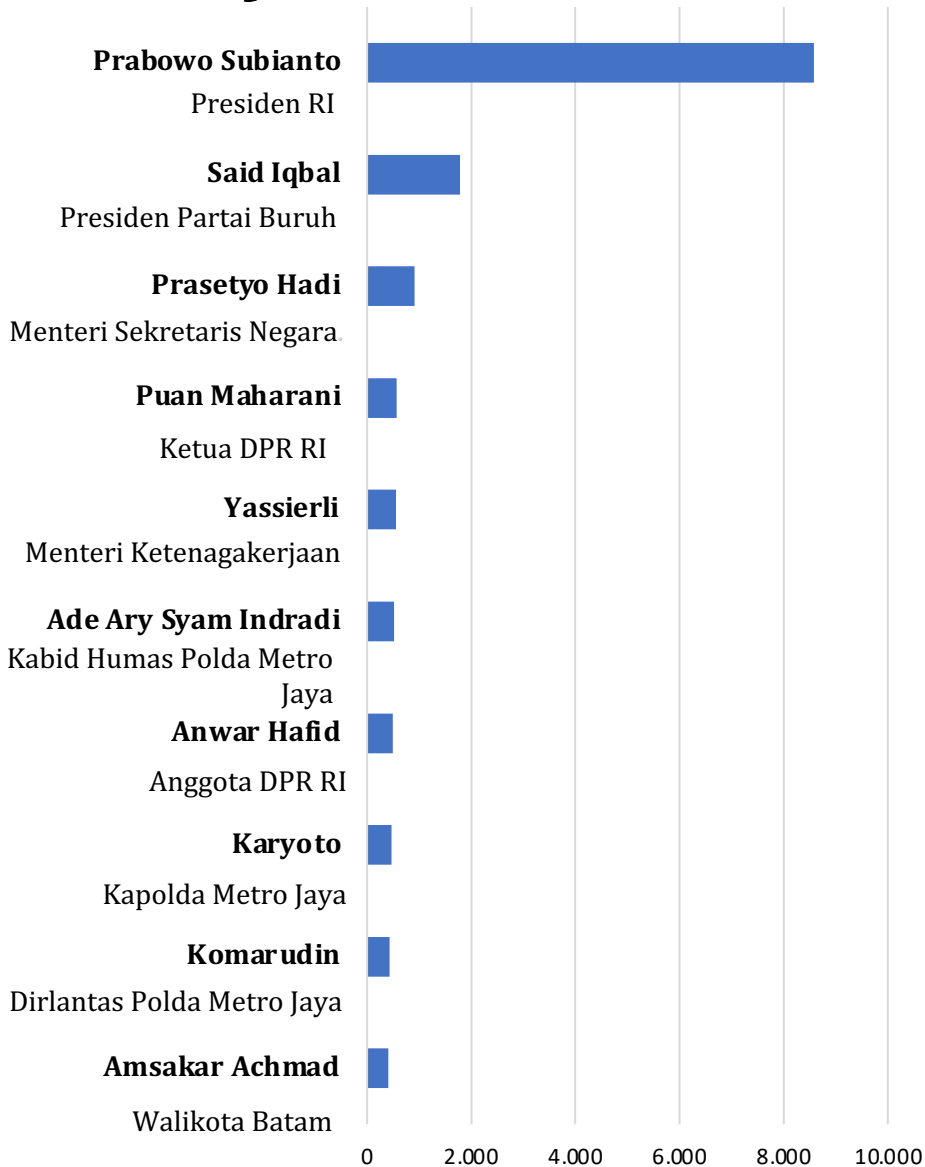 Prabowo Subianto
Presiden RI
Said Iqbal
Presiden Partai Buruh
Prasetyo Hadi
Menteri Sekretaris Negara.
Puan Maharani
Ketua DPR RI
Yassierli
Menteri Ketenagakerjaan
Ade Ary Syam Indradi
Kabid Humas Polda Metro
Jaya
Anwar Hafid
Anggota DPR RI
Karyoto
Kapolda Metro Jaya
Komarudin
Dirlantas Polda Metro Jaya
Amsakar Achmad
Walikota Batam
0 2.000 4.000 6.000 8.000 10.000